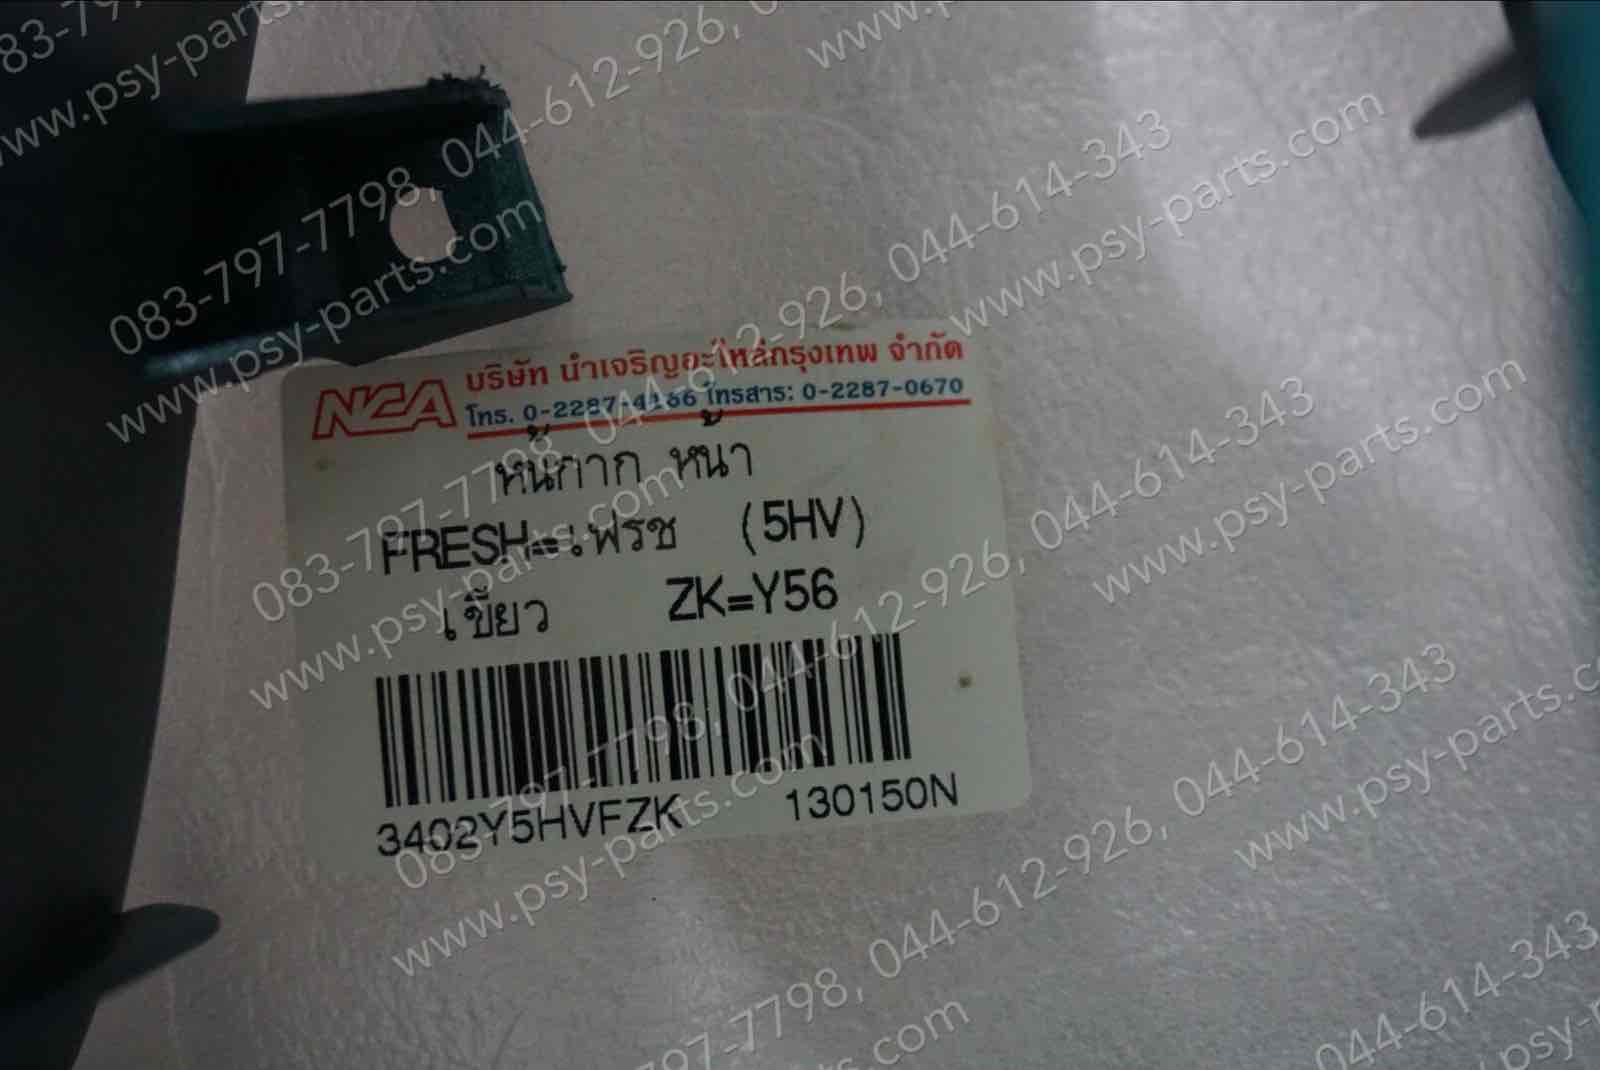 083-797-7798, 044-612-926, 044-614-343
www.psy-parts.com
NCA
บริษัท นำเจริญอะไหล่กรุงเทพ จำกัด
โทร. 0-2287-4166 โทรสาร: 0-2287-0670
หน้กาก หน้า
FRESH=เฟรช (5HV)
เขียว ZK=Y56
3402Y5HVFZK 130150N